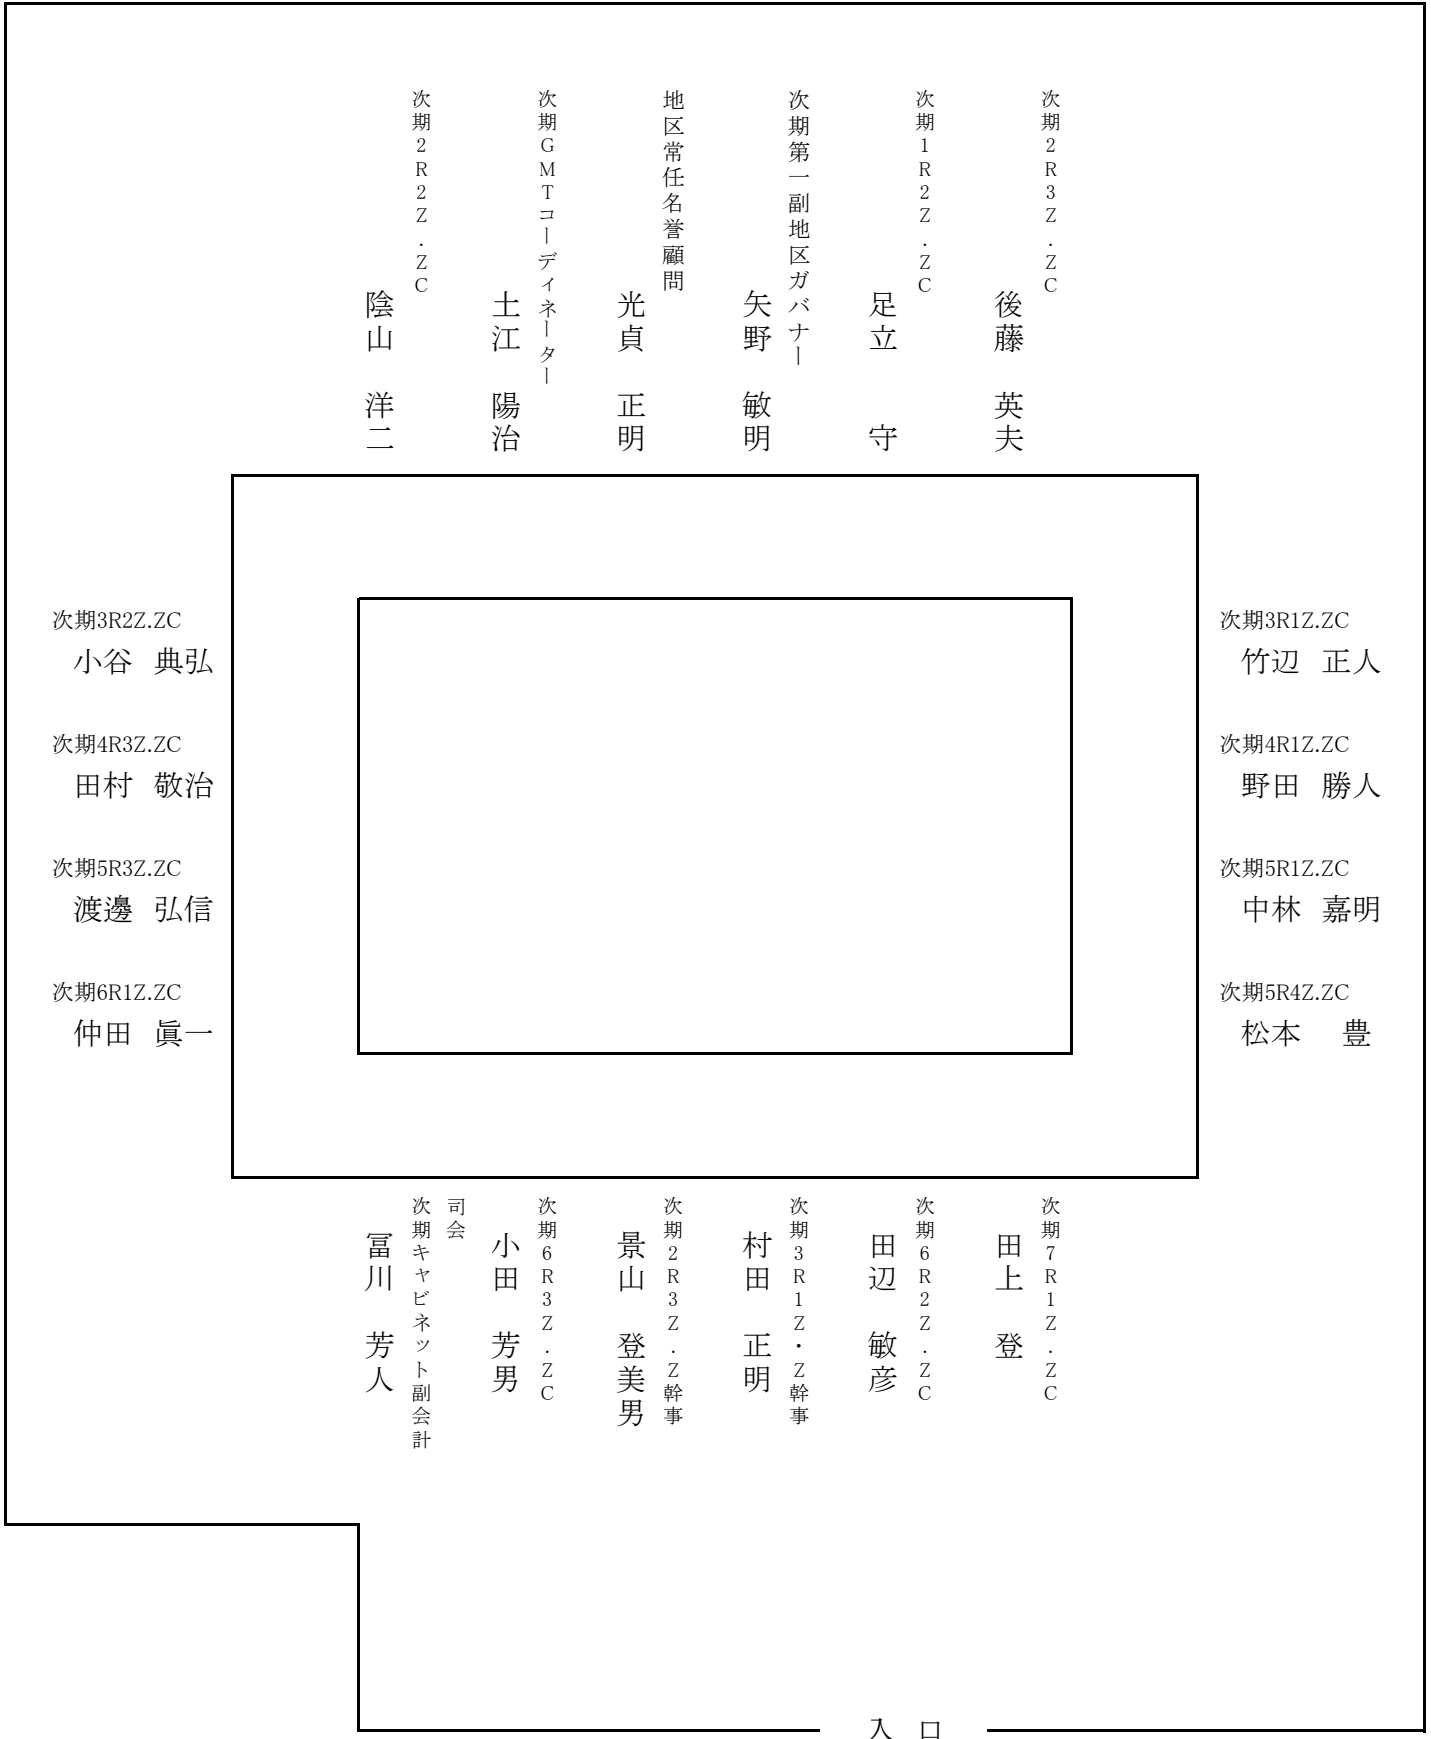 次期2R3Z.ZC
後藤　英夫
次期1R2Z.ZC
足立　　守
次期第一副地区ガバナー
矢野　敏明
地区常任名誉顧問
光貞　正明
次期GMTコーディネーター
土江　陽治
次期2R2Z.ZC
陰山　洋二
次期3R2Z.ZC
小谷　典弘
次期4R3Z.ZC
田村　敬治
次期5R3Z.ZC
渡邊　弘信
次期6R1Z.ZC
仲田　眞一
次期3R1Z.ZC
竹辺　正人
次期4R1Z.ZC
野田　勝人
次期5R1Z.ZC
中林　嘉明
次期5R4Z.ZC
松本　　豊
次期7R1Z.ZC
田上　登
次期6R2Z.ZC
田辺　敏彦
次期3R1Z・Z幹事
村田　正明
次期2R3Z.Z幹事
景山　登美男
次期6R3Z.ZC
小田　芳男
司会
次期キャビネット副会計
冨川　芳人
入　口